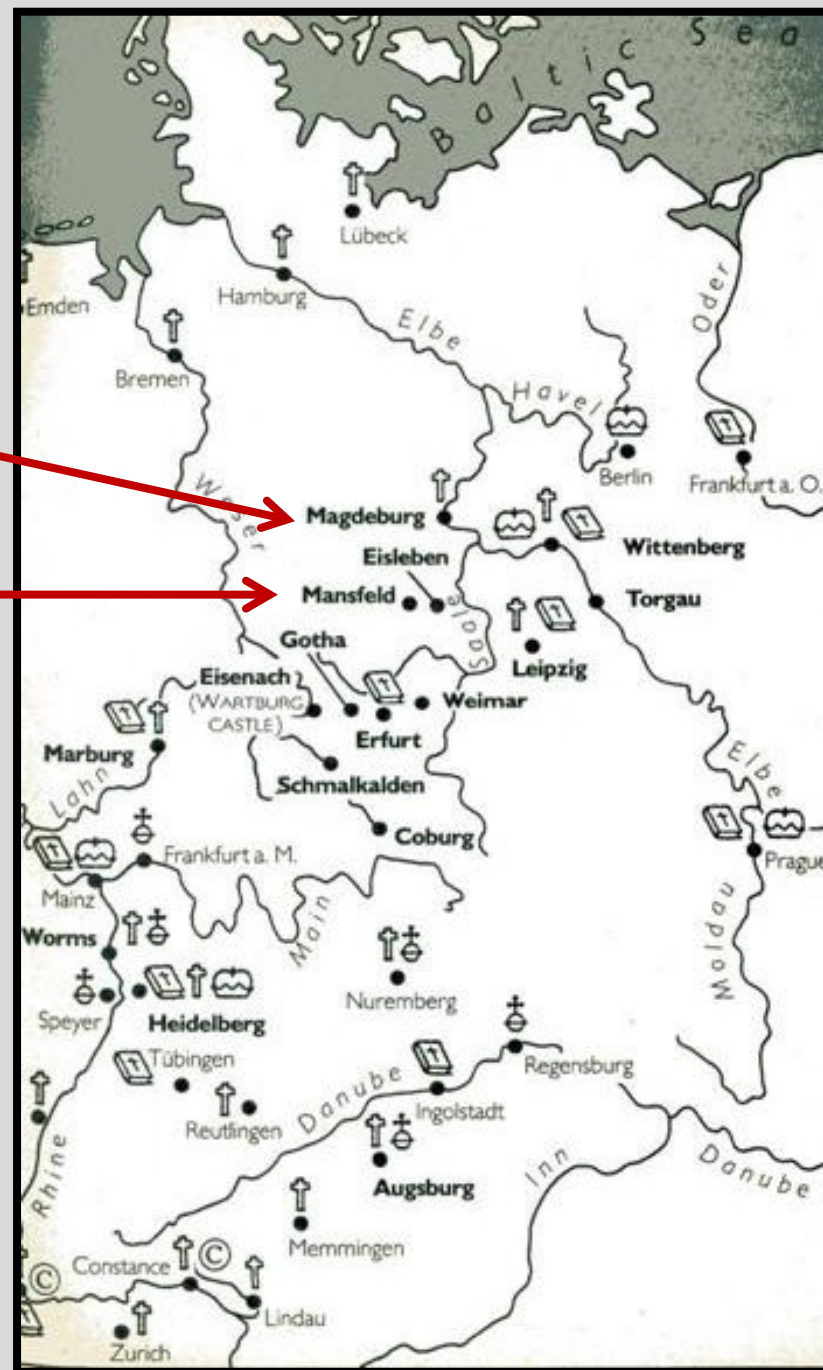 Baltic Sea
Lübeck
Hamburg
Emden
Elbe
Oder
Bremen
Havel
Berlin
Frankfurt a. O.
Weser
Magdeburg
Wittenberg
Eisleben
Mansfeld
Torgau
Saale
Gotha
Leipzig
Eisenach
(WARTBURG
CASTLE)
Weimar
Erfurt
Marburg
Lahn
Schmalkalden
Elbe
Coburg
Frankfurt a. M.
Prague
Mainz
Main
Worms
Moldau
Nuremberg
Speyer
Heidelberg
Tübingen
Regensburg
Danube
Ingolstadt
Reutlingen
Rhine
Augsburg
Inn
Danube
Memmingen
Constance
©
©
Lindau
Zurich